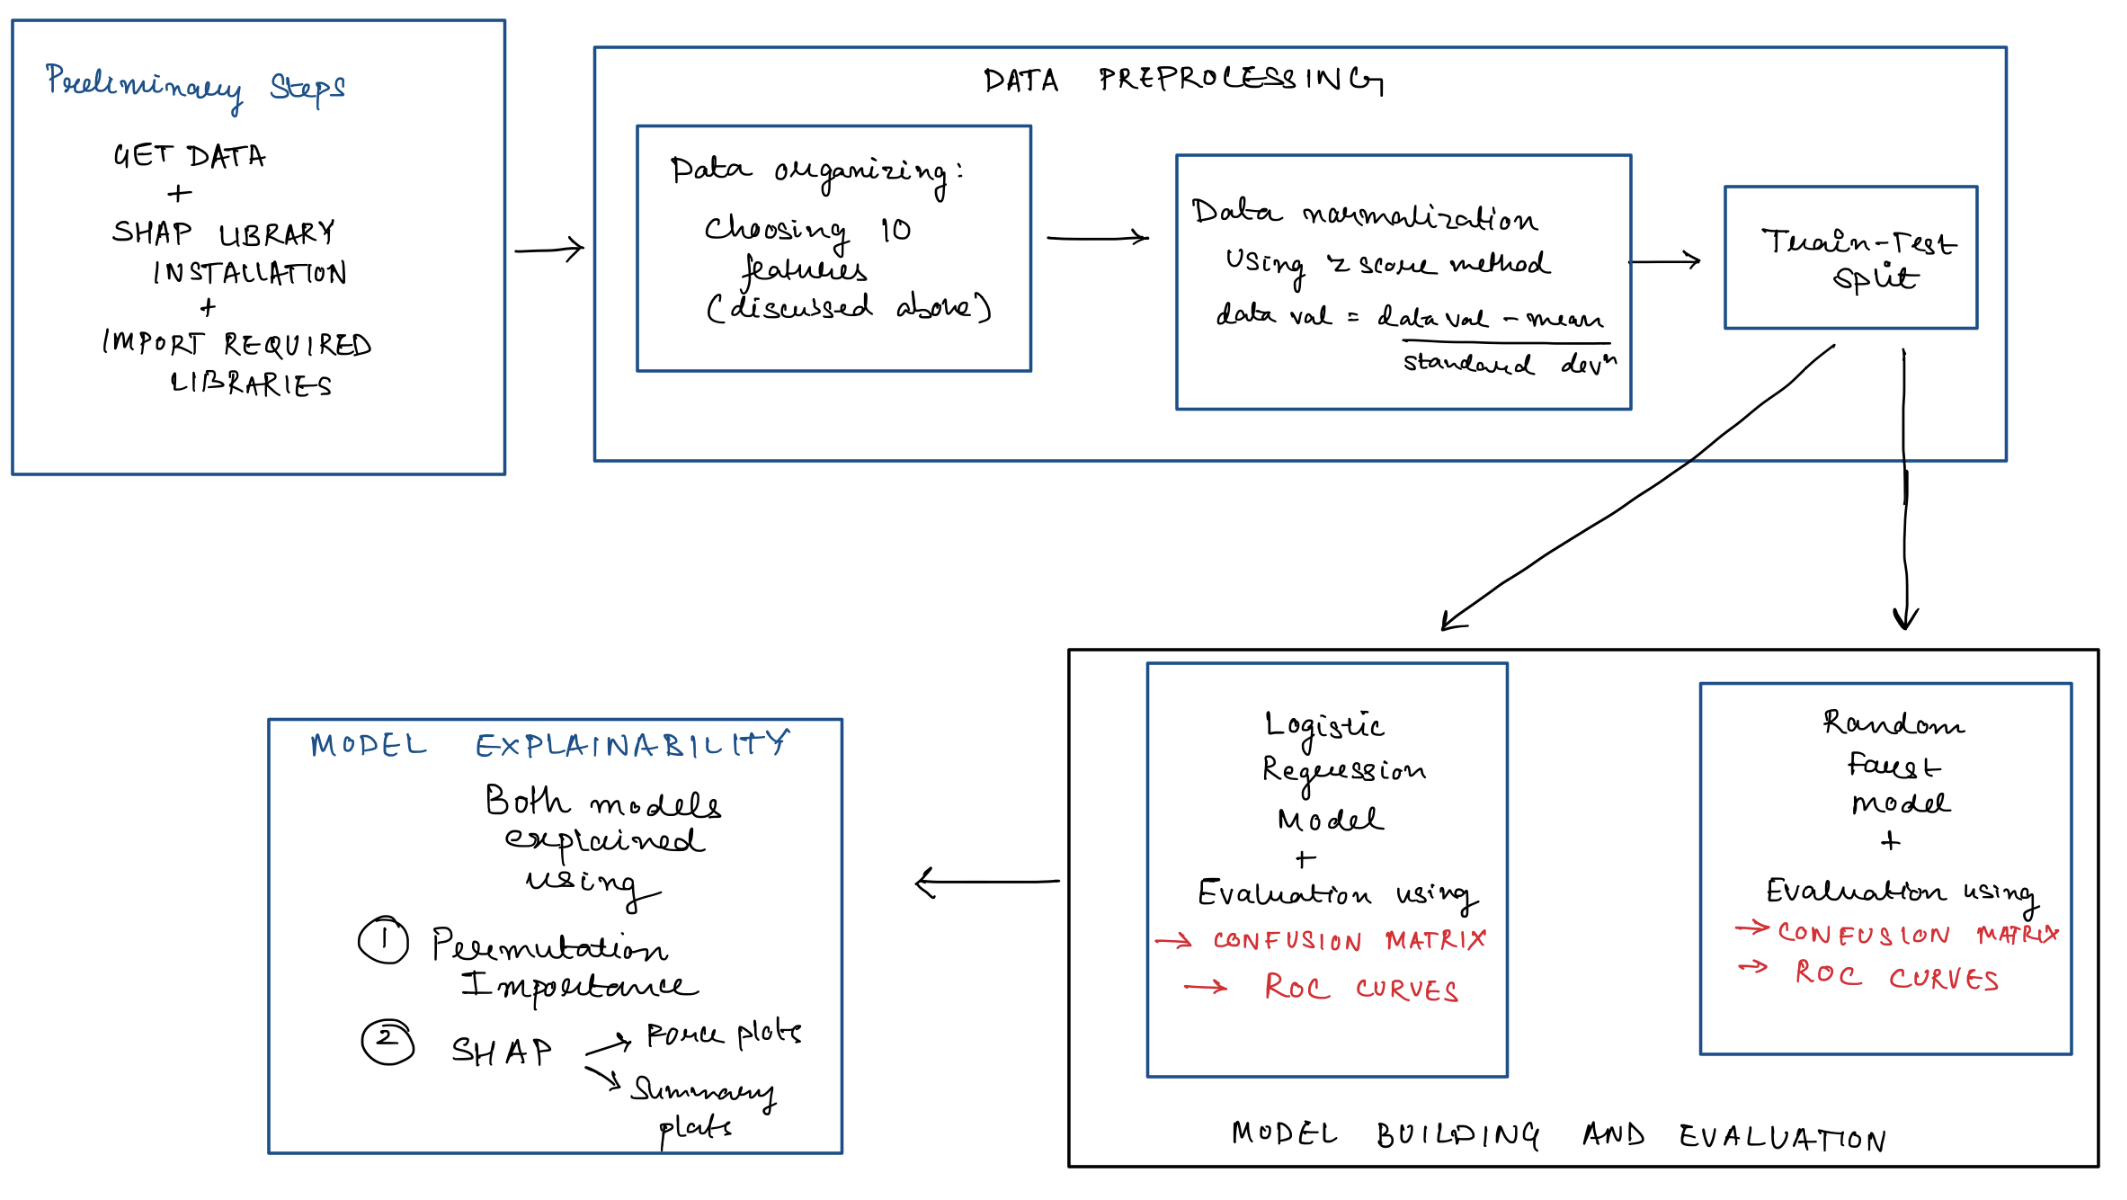 Preliminary Steps
GET DATA
+
SHAP LIBRARY
INSTALLATION
+
IMPORT REQUIRED
LIBRARIES
DATA PREPROCESSING
Data organizing:
Choosing 10
features
(discussed above)
Data normalization
Using z score method
data val = data val - mean
standard devⁿ
Train-Test
Split
Logistic
Regression
Model
+
Evaluation using
→ CONFUSION MATRIX
→ ROC CURVES
Random
Forest
Model
+
Evaluation using
→ CONFUSION MATRIX
→ ROC CURVES
MODEL BUILDING AND EVALUATION
MODEL EXPLAINABILITY
Both models
explained
using
1 Permutation
Importance
2 SHAP → Force plots
→ Summary
plots